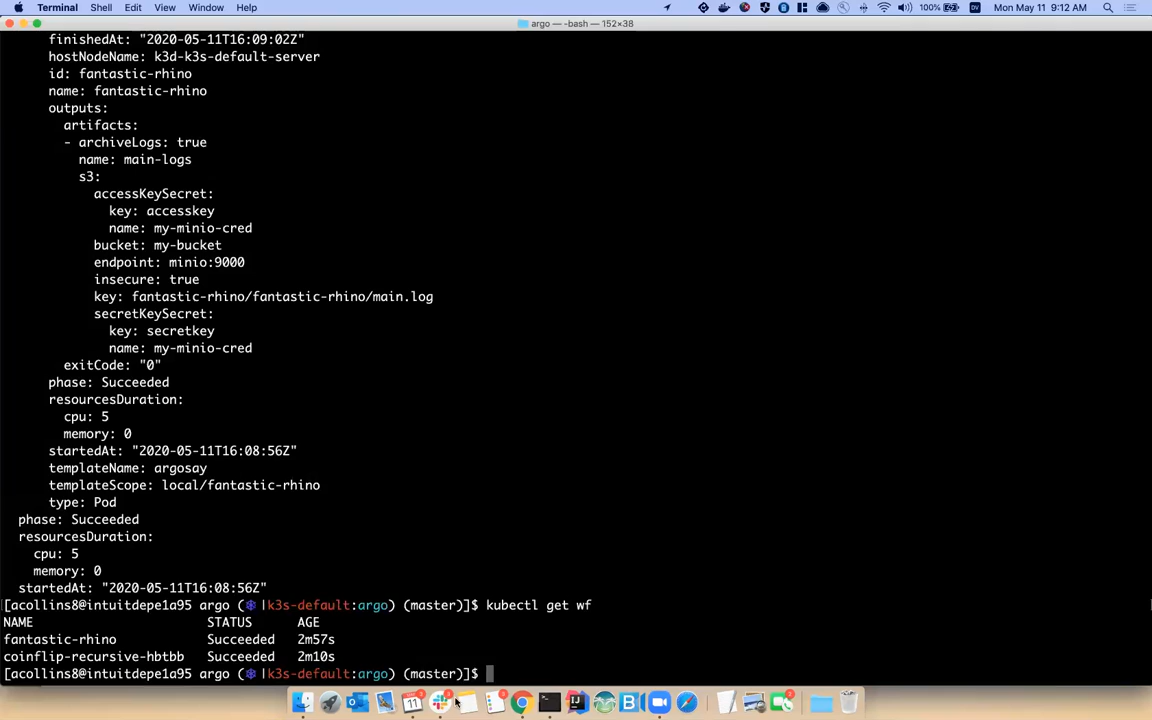 Terminal Shell Edit View Window Help 100% Mon May 11 9:12 AM
argo — -bash — 152×38
finishedAt: "2020-05-11T16:09:02Z"
hostNodeName: k3d-k3s-default-server
id: fantastic-rhino
name: fantastic-rhino
outputs:
artifacts:
- archiveLogs: true
name: main-logs
s3:
accessKeySecret:
key: accesskey
name: my-minio-cred
bucket: my-bucket
endpoint: minio:9000
insecure: true
key: fantastic-rhino/fantastic-rhino/main.log
secretKeySecret:
key: secretkey
name: my-minio-cred
exitCode: "0"
phase: Succeeded
resourcesDuration:
cpu: 5
memory: 0
startedAt: "2020-05-11T16:08:56Z"
templateName: argosay
templateScope: local/fantastic-rhino
type: Pod
phase: Succeeded
resourcesDuration:
cpu: 5
memory: 0
startedAt: "2020-05-11T16:08:56Z"
[acollins8@intuitdepe1a95 argo (⎈ |k3s-default:argo) (master)]$ kubectl get wf
NAME STATUS AGE
fantastic-rhino Succeeded 2m57s
coinflip-recursive-hbtbb Succeeded 2m10s
[acollins8@intuitdepe1a95 argo (⎈ |k3s-default:argo) (master)]$